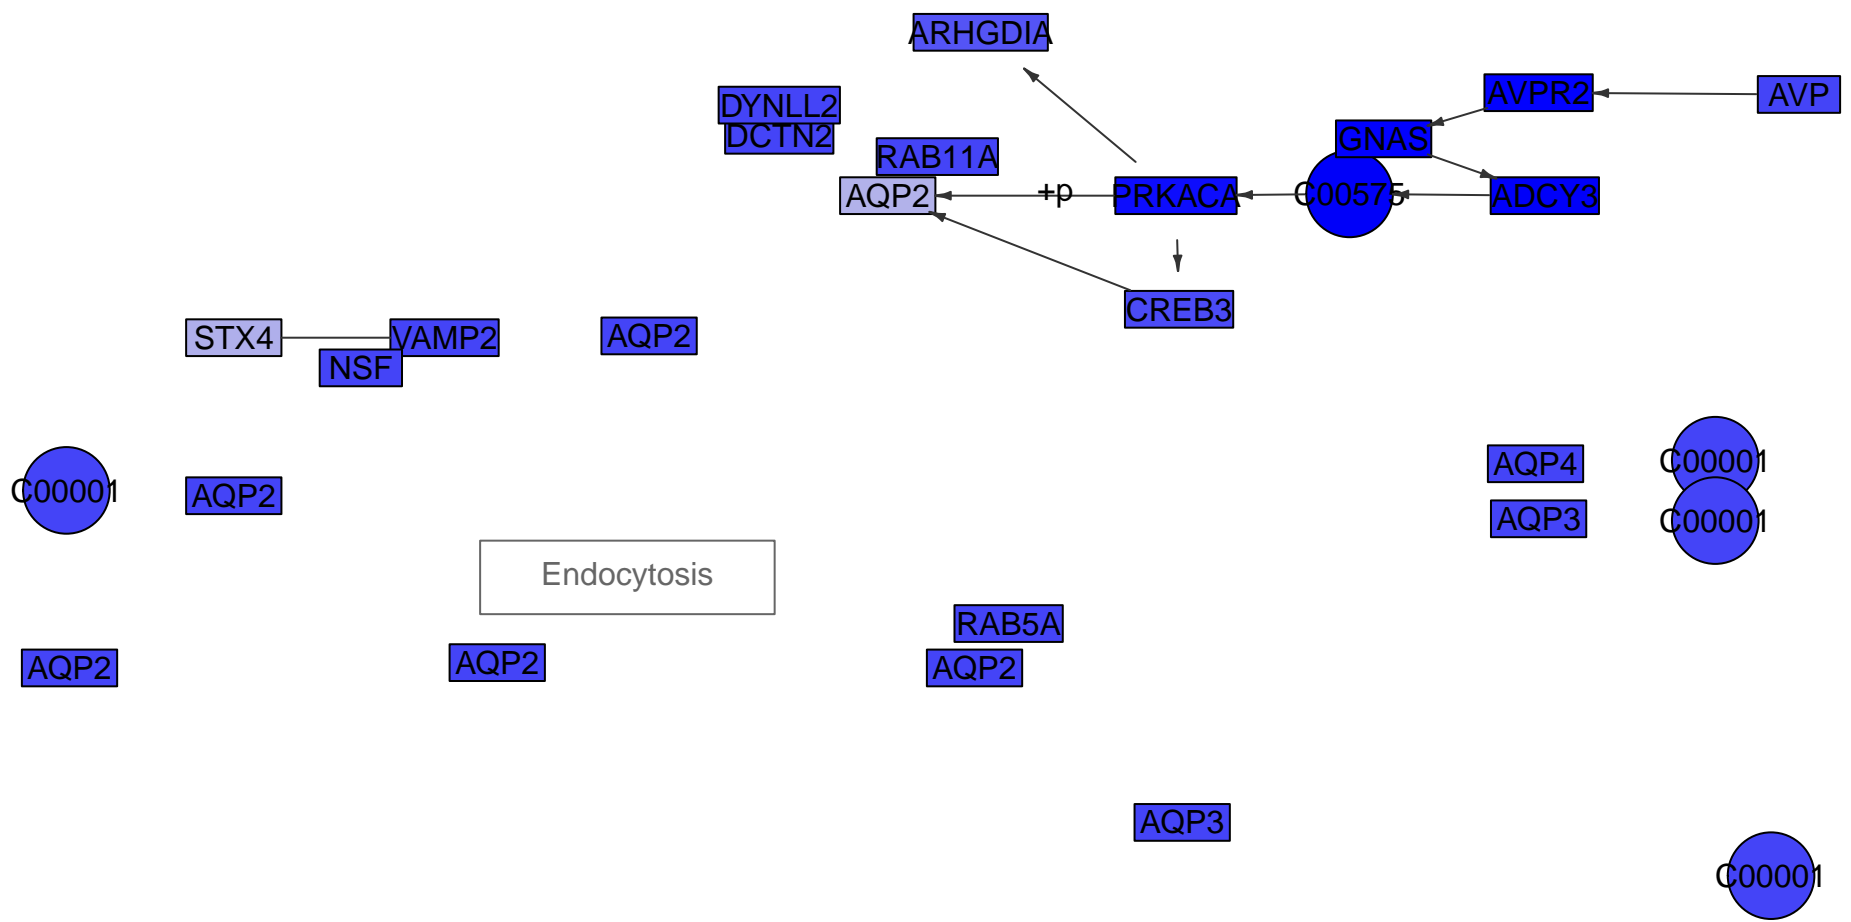 ARHGDIA
DYNLL2
AVPR2
AVP
DCTN2
GNAS
RAB11A
AQP2
+p
PRKACA
C00575
ADCY3
CREB3
STX4
VAMP2
AQP2
NSF
C00001
AQP2
AQP4
C00001
AQP3
C00001
Endocytosis
RAB5A
AQP2
AQP2
AQP2
AQP3
C00001